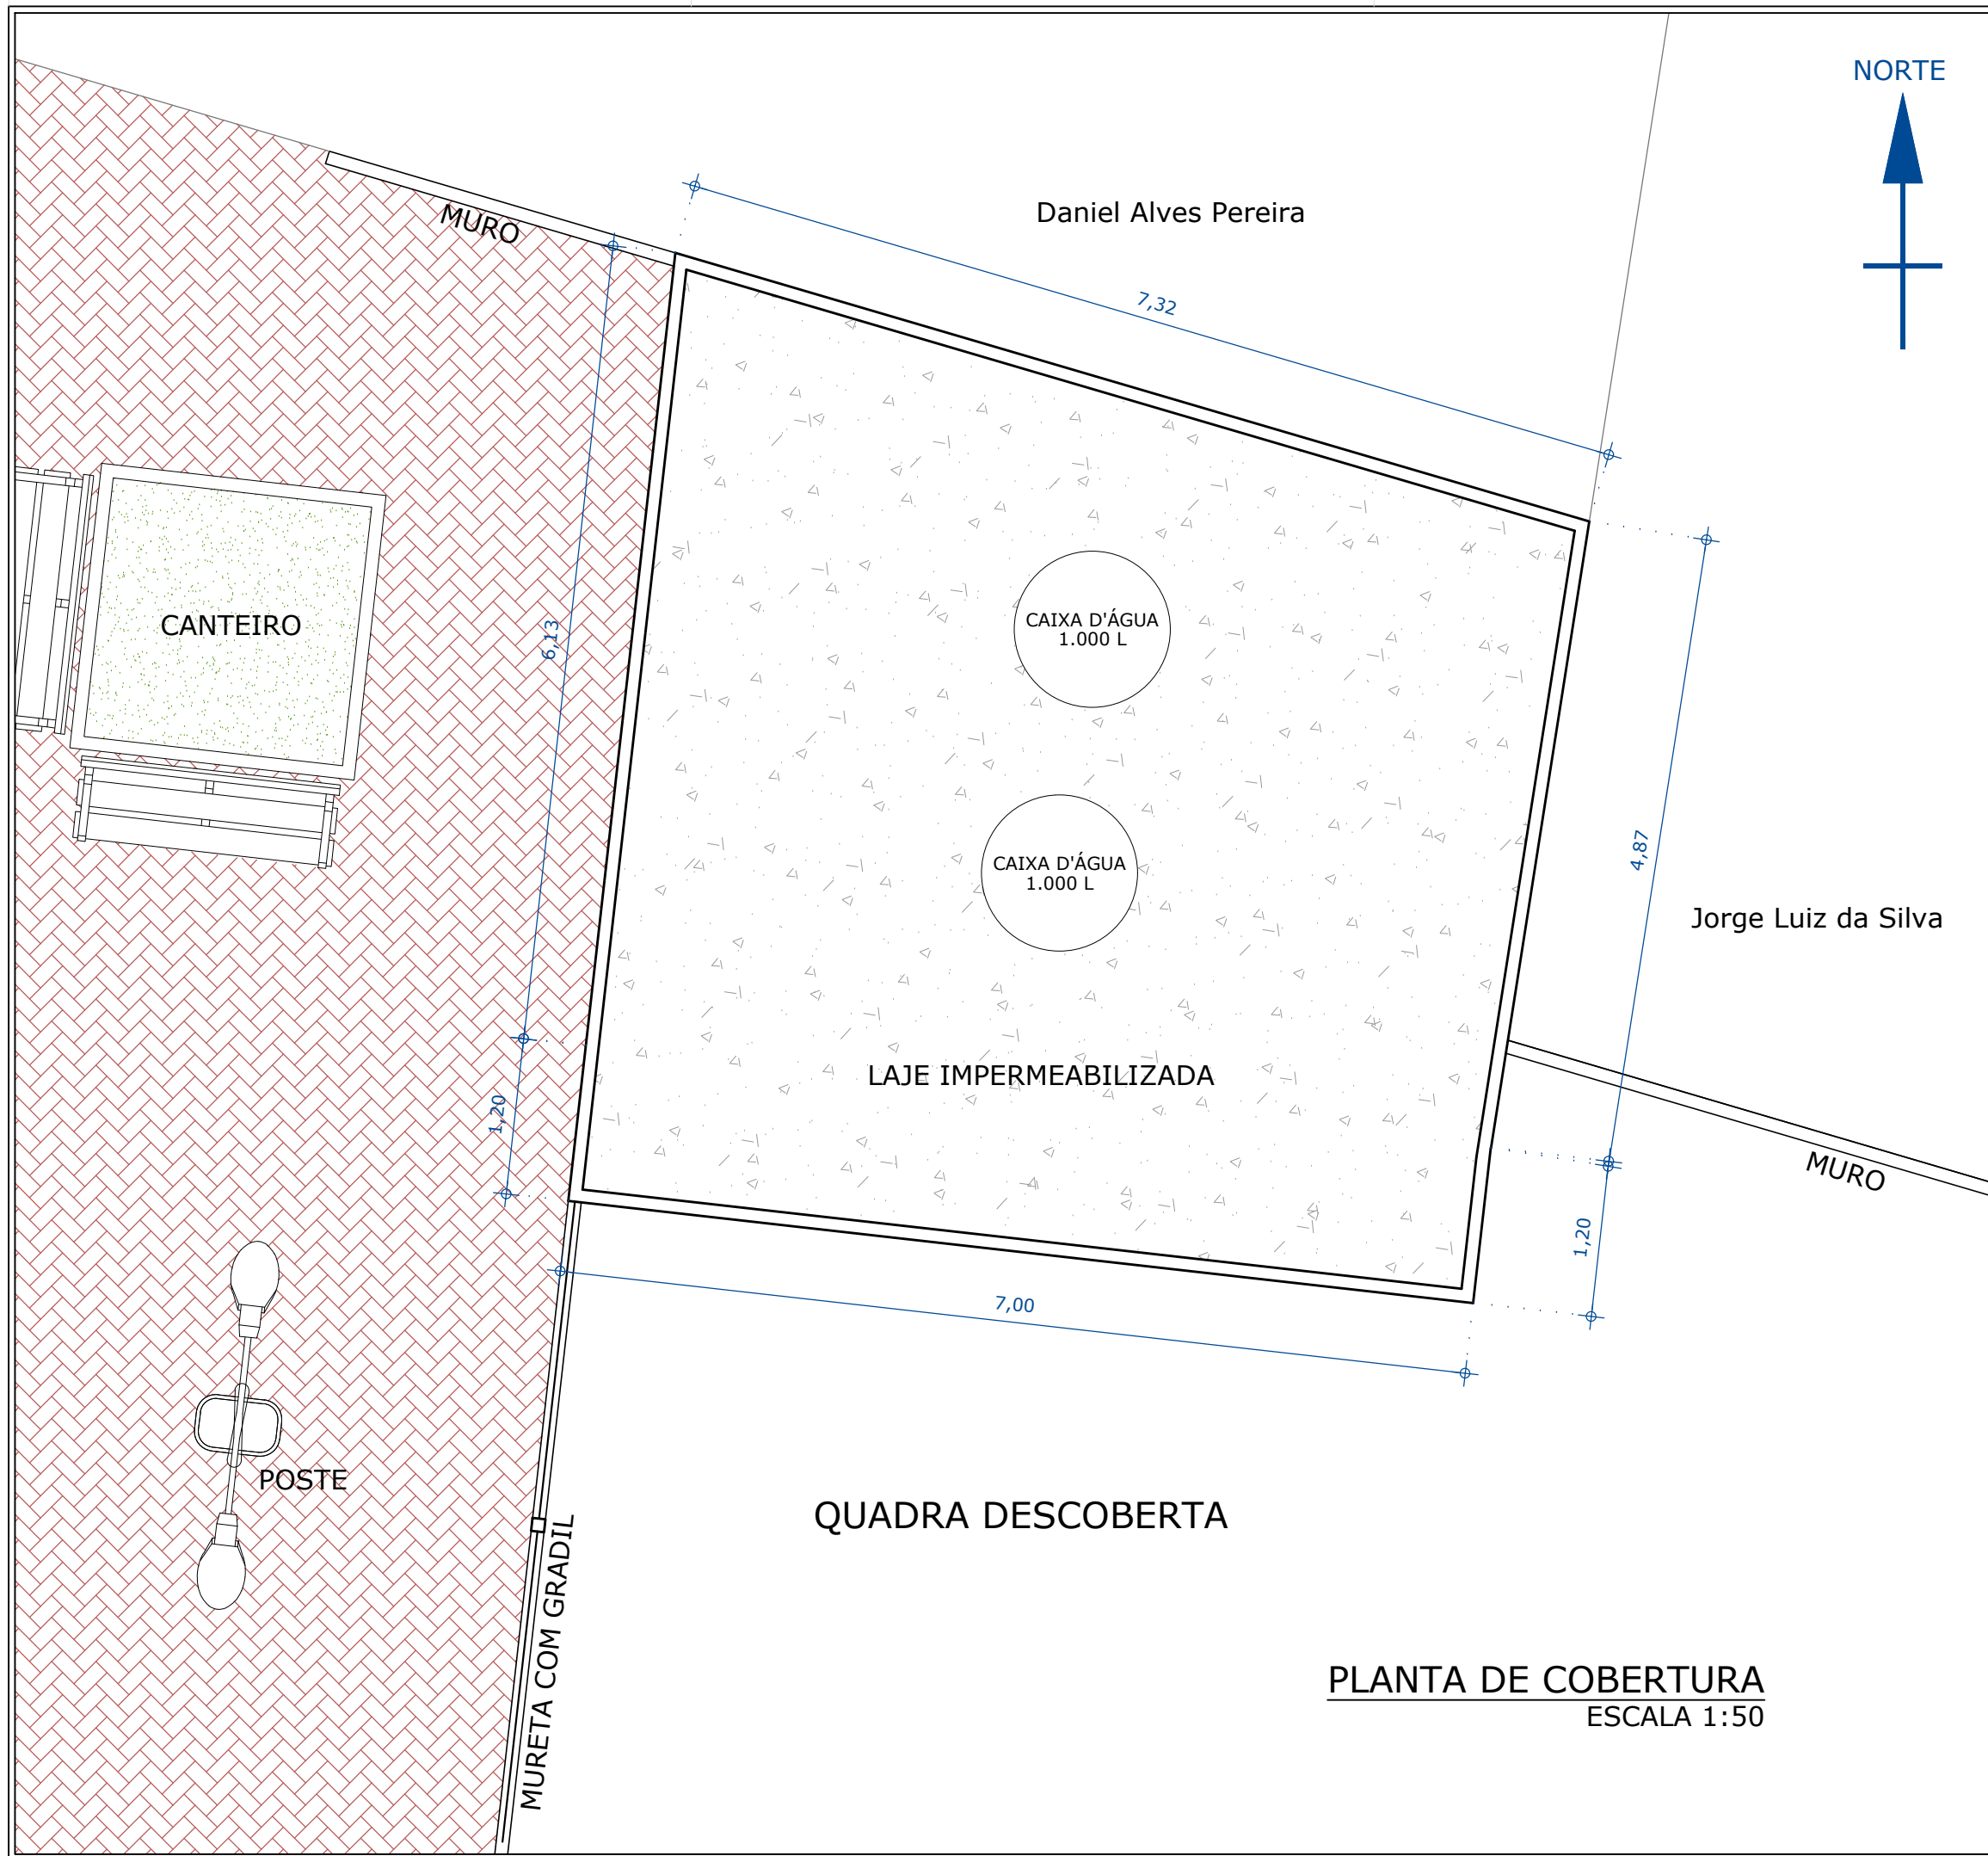 NORTE
Daniel Alves Pereira
MURO
7,32
CAIXA D'ÁGUA
1.000 L
CANTEIRO
6,13
4,87
CAIXA D'ÁGUA
1.000 L
Jorge Luiz da Silva
LAJE IMPERMEABILIZADA
1,20
MURO
1,20
7,00
POSTE
QUADRA DESCOBERTA
MURETA COM GRADIL
PLANTA DE COBERTURA
ESCALA 1:50